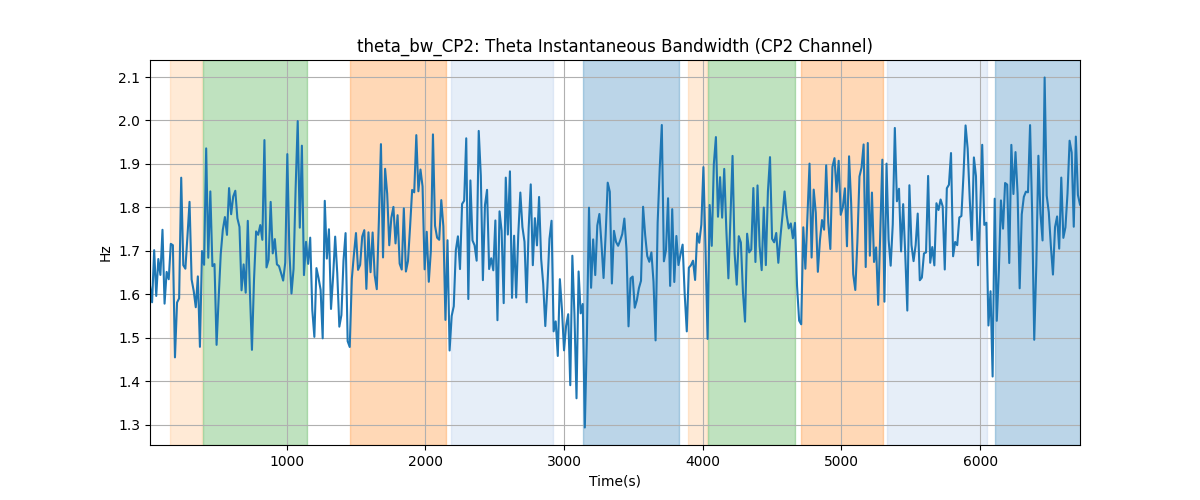 theta_bw_CP2: Theta Instantaneous Bandwidth (CP2 Channel)
2.1
2.0
1.9
1.8
1.7
1.6
1.5
1.4
1.3
Hz
1000 2000 3000 4000 5000 6000
Time(s)